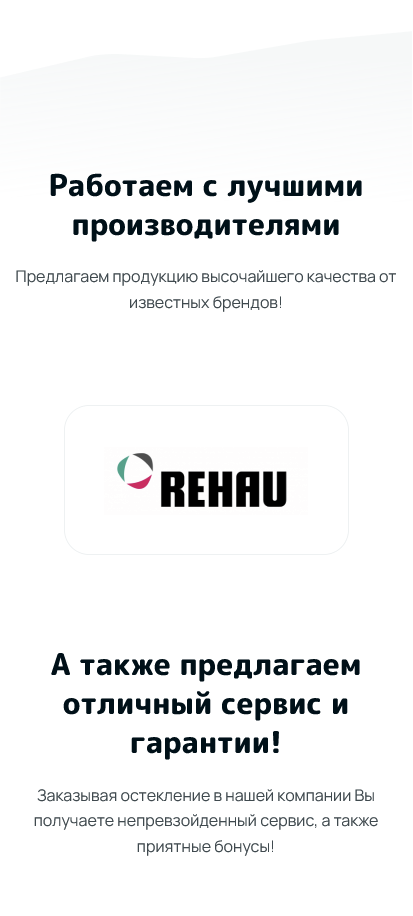 Работаем с лучшими
производителями
Предлагаем продукцию высочайшего качества от
известных брендов!
REHAU
А также предлагаем
отличный сервис и
гарантии!
Заказывая остекление в нашей компании Вы
получаете непревзойденный сервис, а также
приятные бонусы!